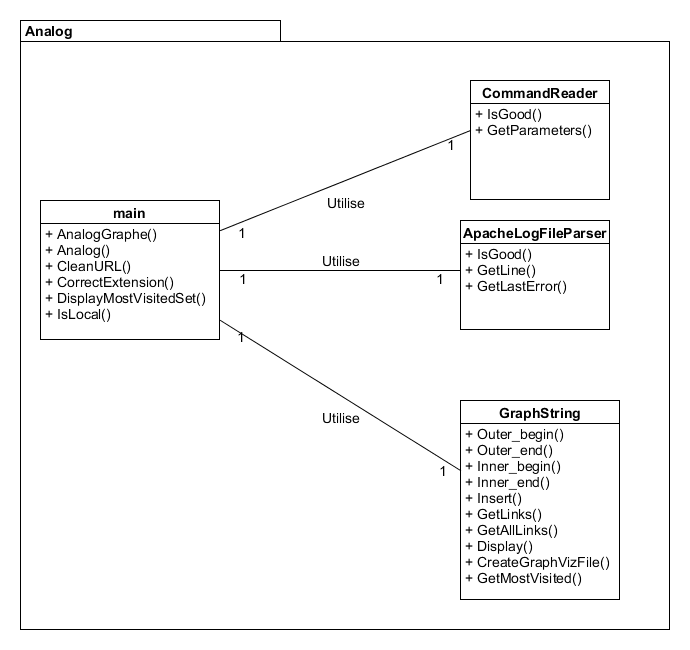 Analog
CommandReader
+ IsGood()
+ GetParameters()
1
Utilise
1
main
+ AnalogGraphe()
+ Analog()
+ CleanURL()
+ CorrectExtension()
+ DisplayMostVisitedSet()
+ IsLocal()
ApacheLogFileParser
+ IsGood()
+ GetLine()
+ GetLastError()
Utilise
1
1
1
Utilise
1
GraphString
+ Outer_begin()
+ Outer_end()
+ Inner_begin()
+ Inner_end()
+ Insert()
+ GetLinks()
+ GetAllLinks()
+ Display()
+ CreateGraphVizFile()
+ GetMostVisited()